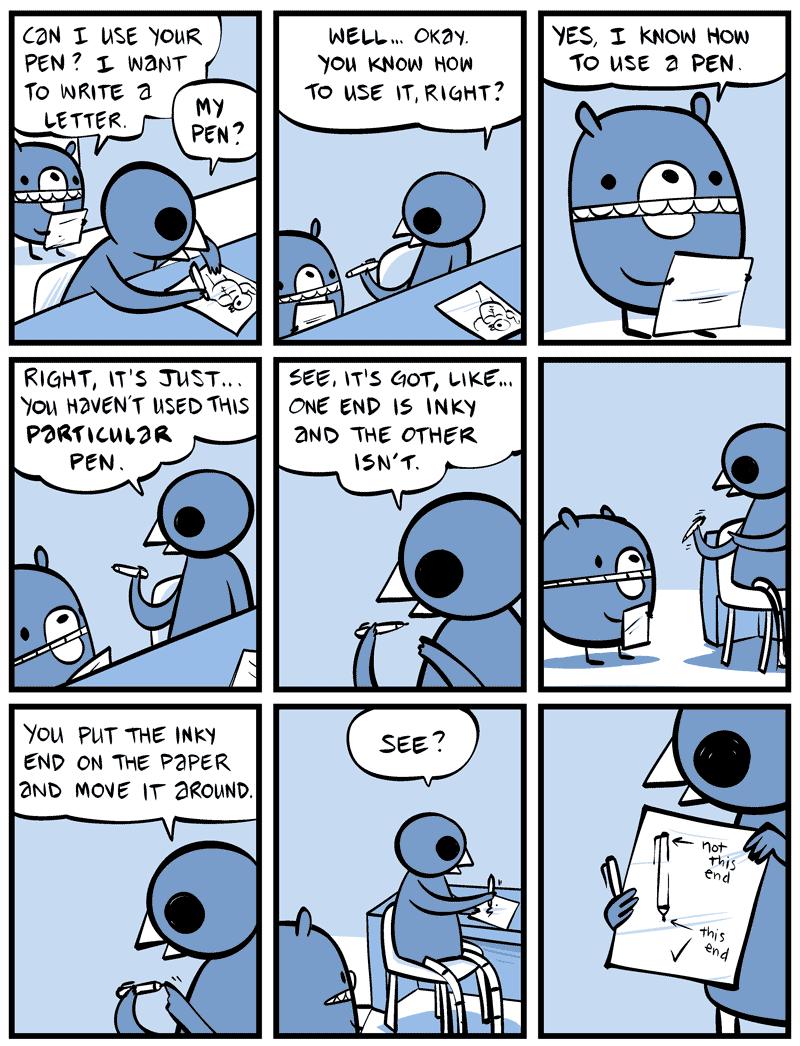 CAN I USE YOUR
PEN? I WANT
TO WRITE A
LETTER.
MY
PEN?
WELL... OKAY.
YOU KNOW HOW
TO USE IT, RIGHT?
YES, I KNOW HOW
TO USE A PEN.
RIGHT, IT'S JUST...
YOU HAVEN'T USED THIS
PARTICULAR
PEN.
SEE, IT'S GOT, LIKE...
ONE END IS INKY
AND THE OTHER
ISN'T.
YOU PUT THE INKY
END ON THE PAPER
AND MOVE IT AROUND.
SEE?
not
this
end
this
end